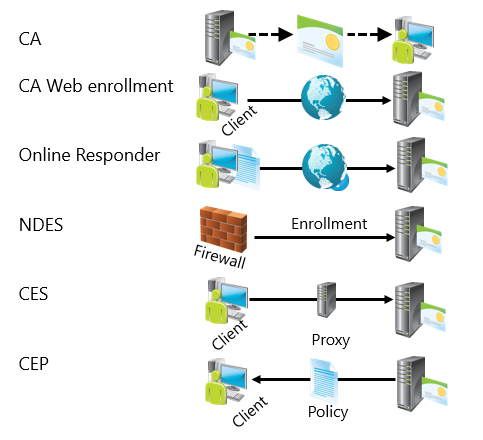 CA
CA Web enrollment
Client
Online Responder
NDES
Enrollment
Firewall
CES
Client
Proxy
CEP
Client
Policy